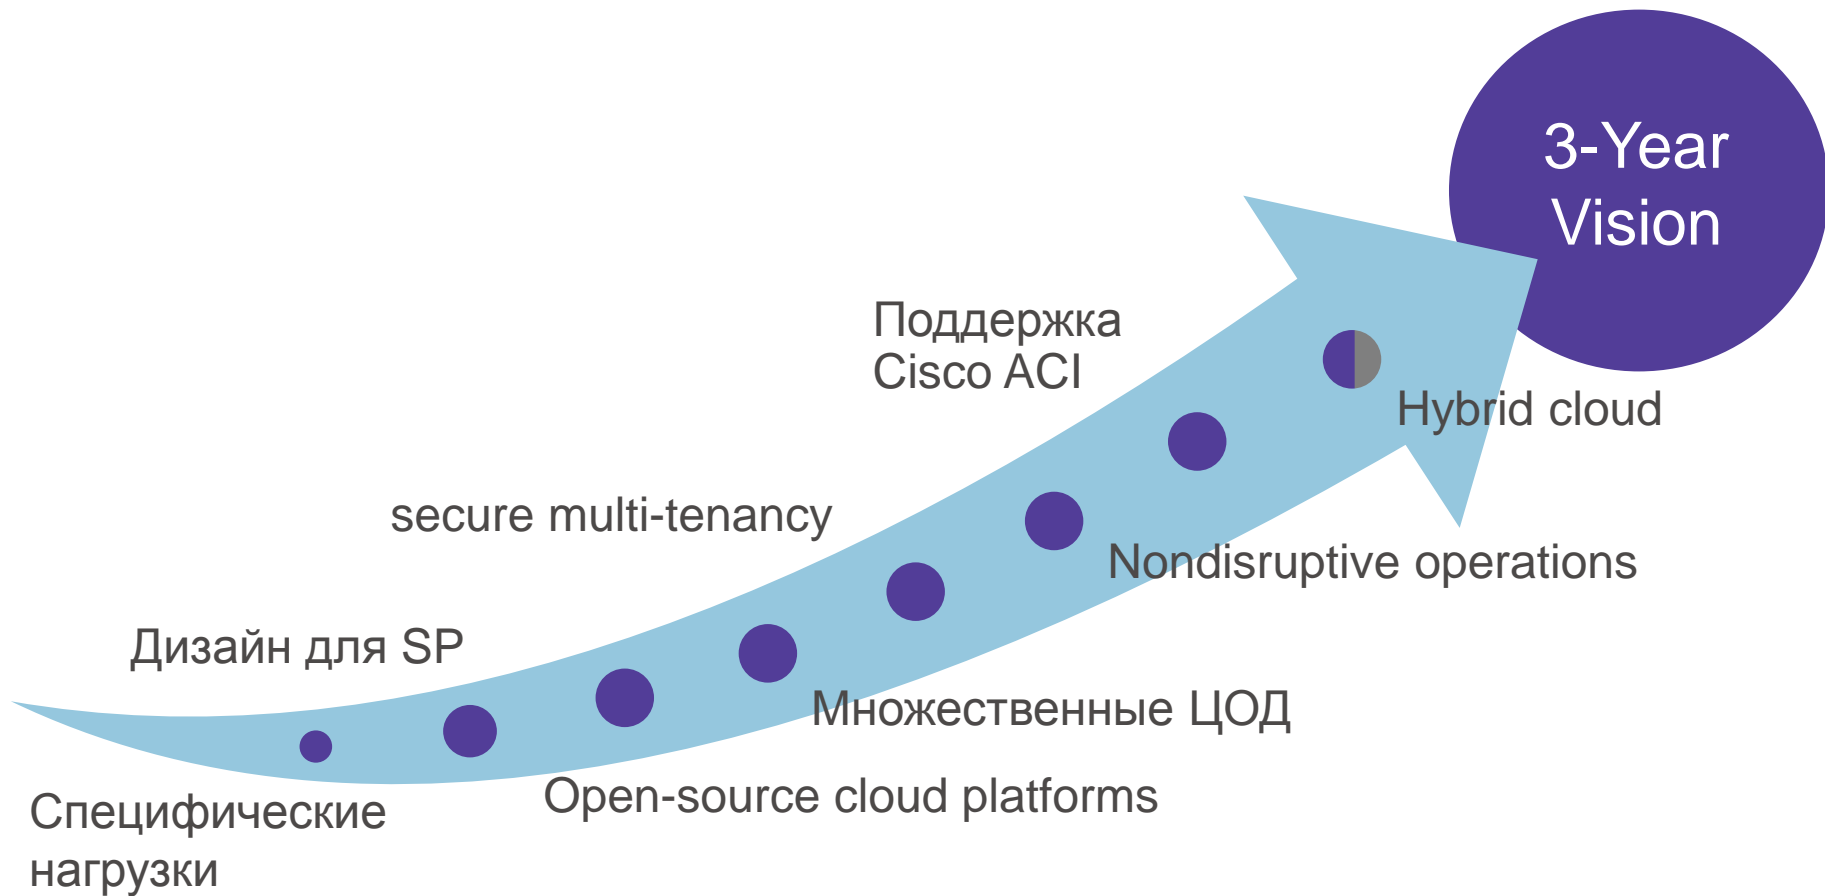 3-Year
Vision
Поддержка
Cisco ACI
Hybrid cloud
secure multi-tenancy
Nondisruptive operations
Дизайн для SP
Множественные ЦОД
Open-source cloud platforms
Специфические
нагрузки